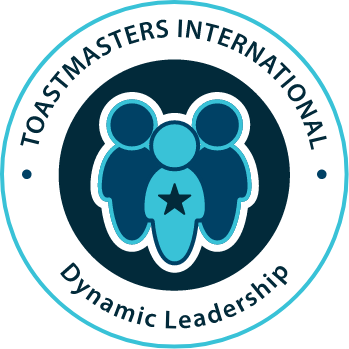 TOASTMASTERS INTERNATIONAL
Dynamic Leadership